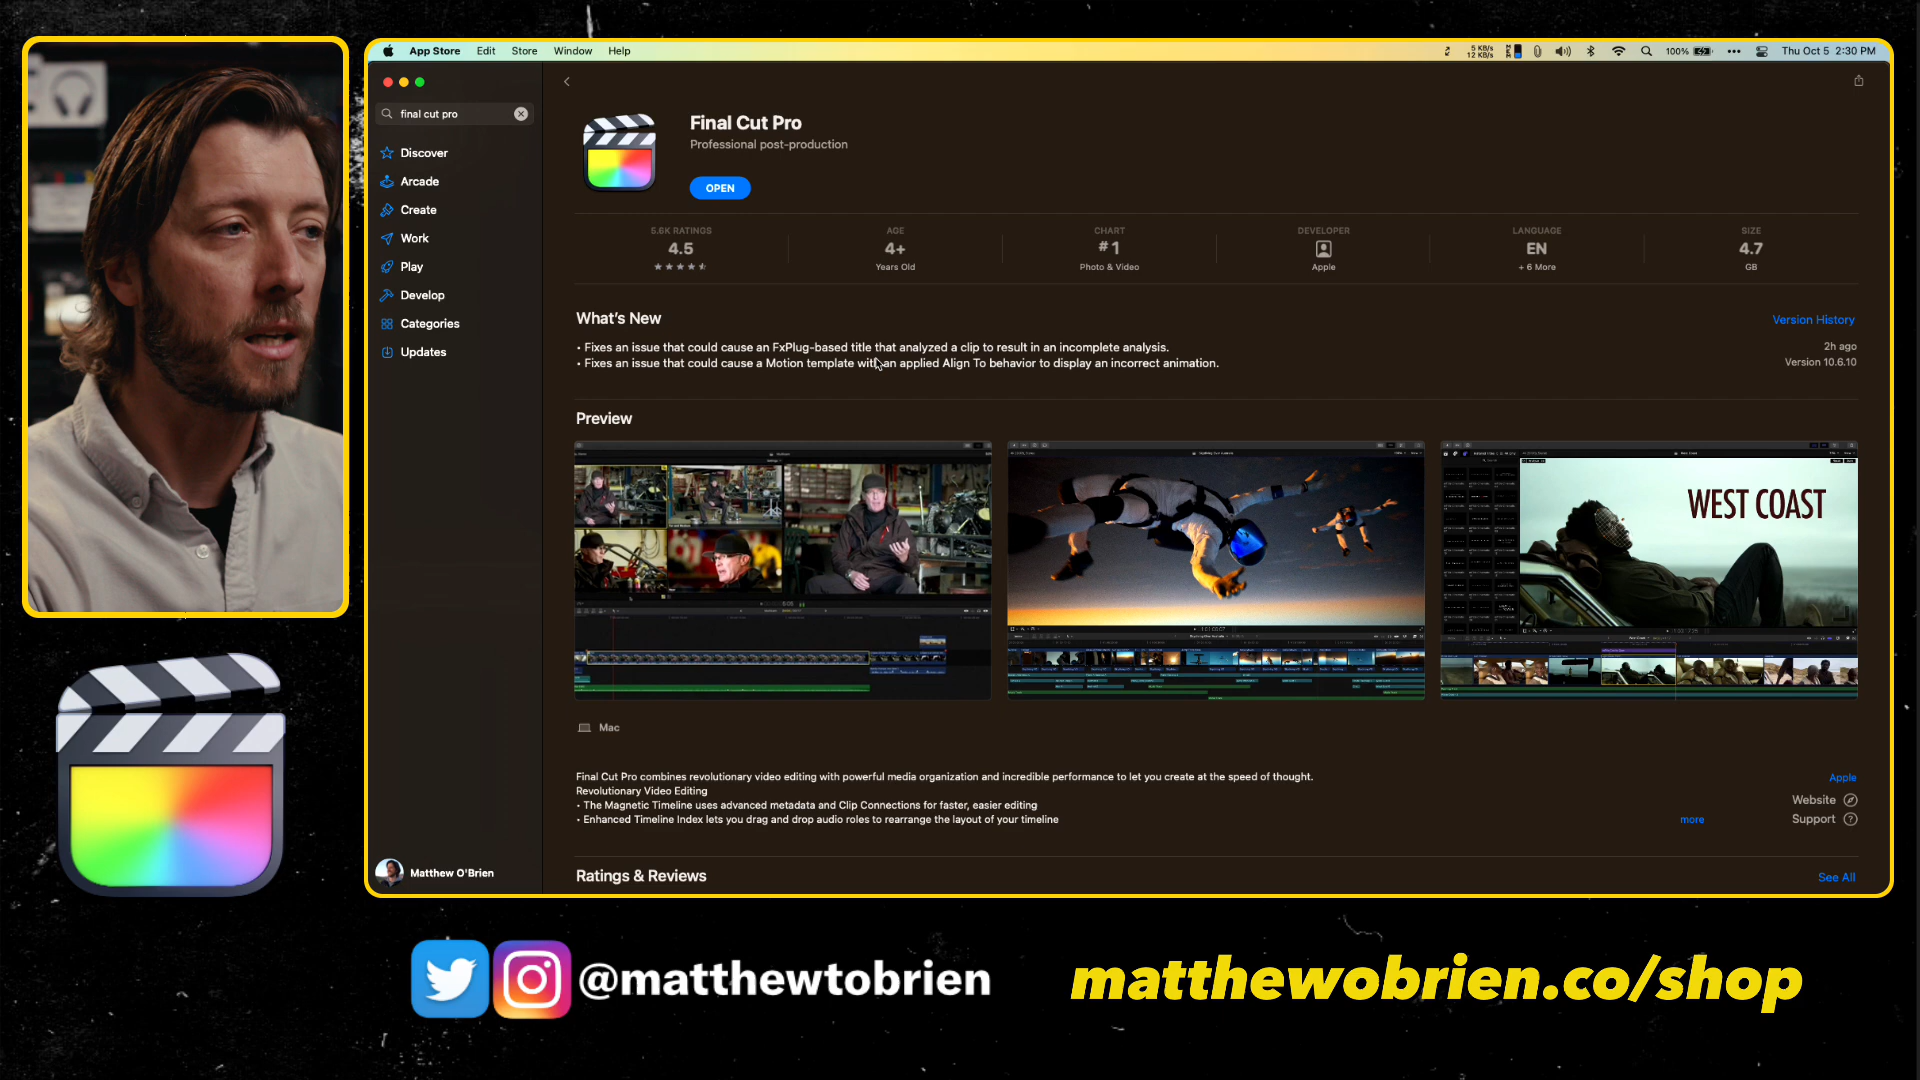 App Store Edit Store Window Help
5 KB/s
12 KB/s
100%
Thu Oct 5 2:30 PM
final cut pro
Discover
Arcade
Create
Work
Play
Develop
Categories
Updates
Matthew O'Brien
Final Cut Pro
Professional post-production
OPEN
5.6K RATINGS
4.5
AGE
4+
Years Old
CHART
#1
Photo & Video
DEVELOPER
Apple
LANGUAGE
EN
+ 6 More
SIZE
4.7
GB
What's New
Version History
• Fixes an issue that could cause an FxPlug-based title that analyzed a clip to result in an incomplete analysis.
• Fixes an issue that could cause a Motion template with an applied Align To behavior to display an incorrect animation.
2h ago
Version 10.6.10
Preview
WEST COAST
Mac
Final Cut Pro combines revolutionary video editing with powerful media organization and incredible performance to let you create at the speed of thought.
Revolutionary Video Editing
• The Magnetic Timeline uses advanced metadata and Clip Connections for faster, easier editing
• Enhanced Timeline Index lets you drag and drop audio roles to rearrange the layout of your timeline
more
Apple
Website
Support
Ratings & Reviews
See All
@matthewtobrien
matthewobrien.co/shop